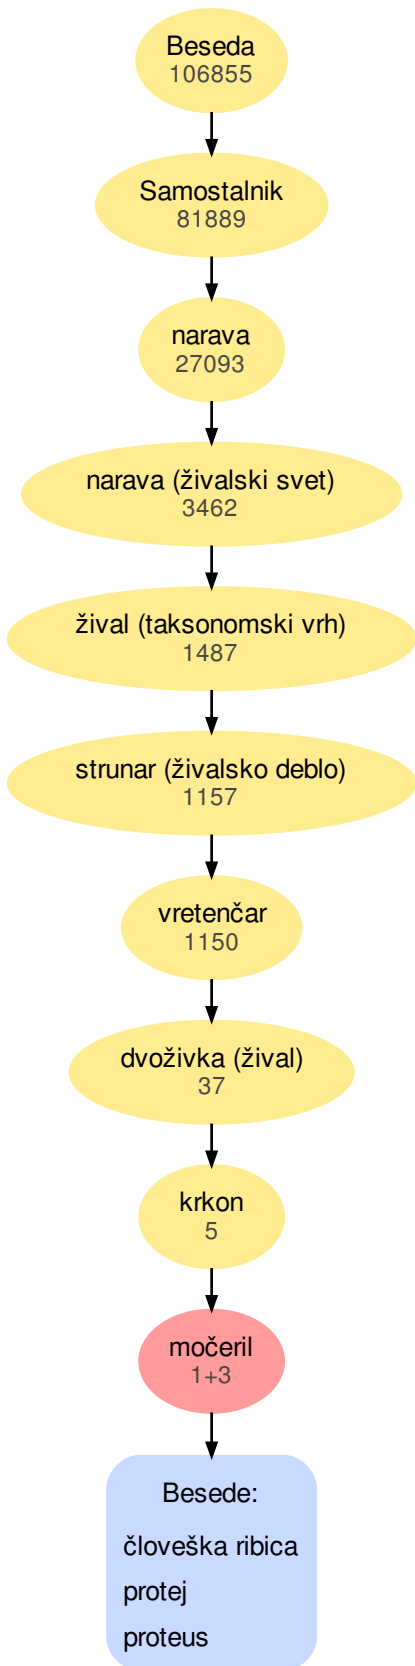 Beseda
106855
Samostalnik
81889
narava
27093
narava (živalski svet)
3462
žival (taksonomski vrh)
1487
strunar (živalsko deblo)
1157
vretenčar
1150
dvoživka (žival)
37
krkon
5
močeril
1+3
Besede:
človeška ribica
protej
proteus